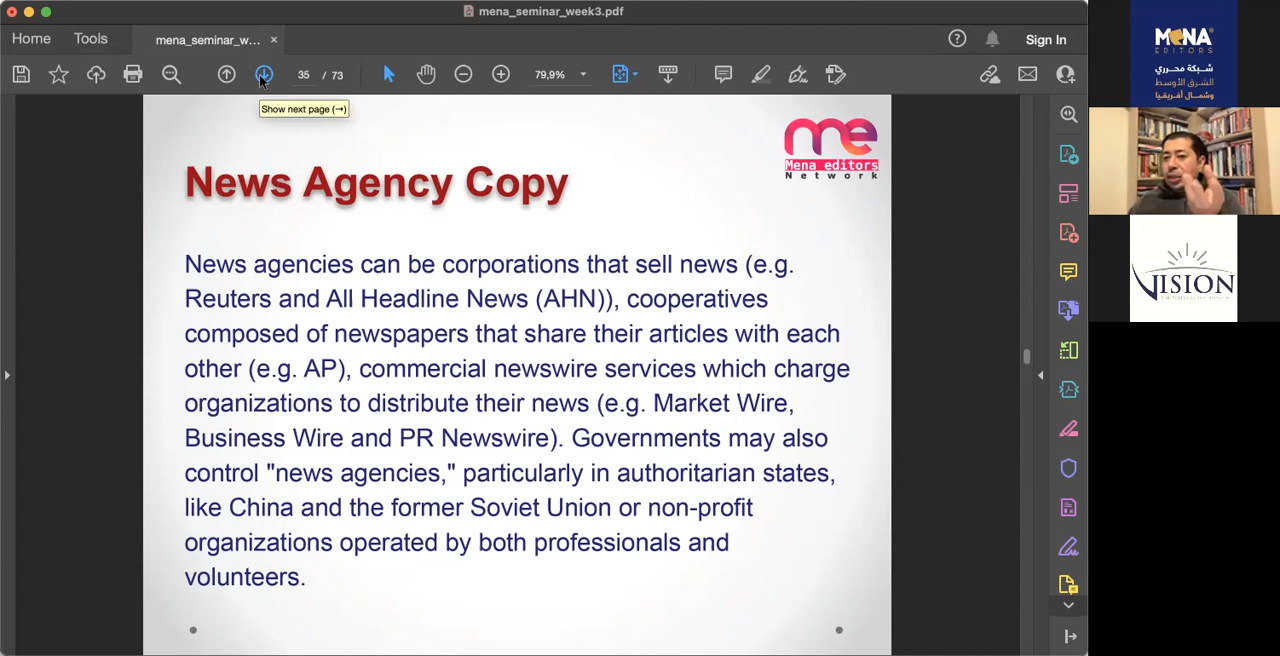 mena_seminar_week3.pdf
Home
Tools
mena_seminar_w...
×
Sign In
35 / 73
79,9%
Show next page (→)
me
Mena editors
Network
News Agency Copy
News agencies can be corporations that sell news (e.g.
Reuters and All Headline News (AHN)), cooperatives
composed of newspapers that share their articles with each
other (e.g. AP), commercial newswire services which charge
organizations to distribute their news (e.g. Market Wire,
Business Wire and PR Newswire). Governments may also
control "news agencies," particularly in authoritarian states,
like China and the former Soviet Union or non-profit
organizations operated by both professionals and
volunteers.
MENA
EDITORS
شبكة محرري
الشرق الأوسط
وشمال أفريقيا
VISION